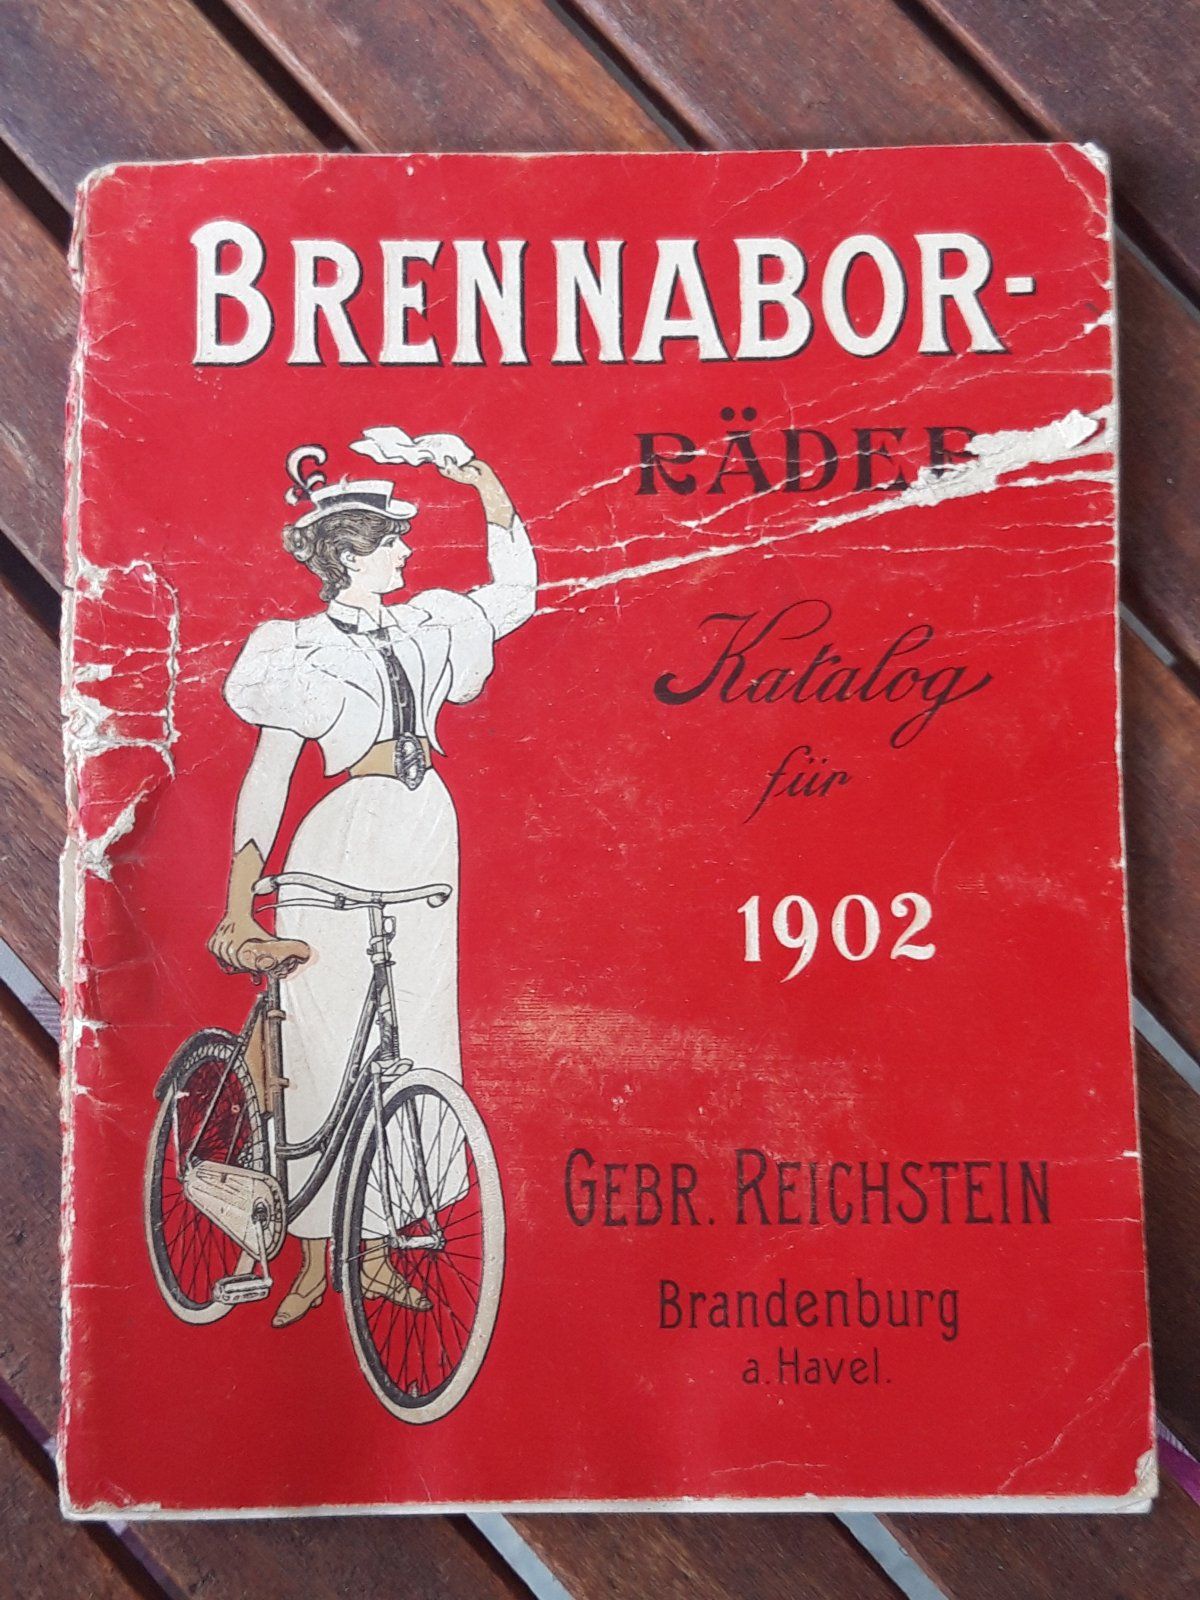 BRENNABOR-
RÄDER
Katalog
für
1902
GEBR. REICHSTEIN
Brandenburg
a. Havel.